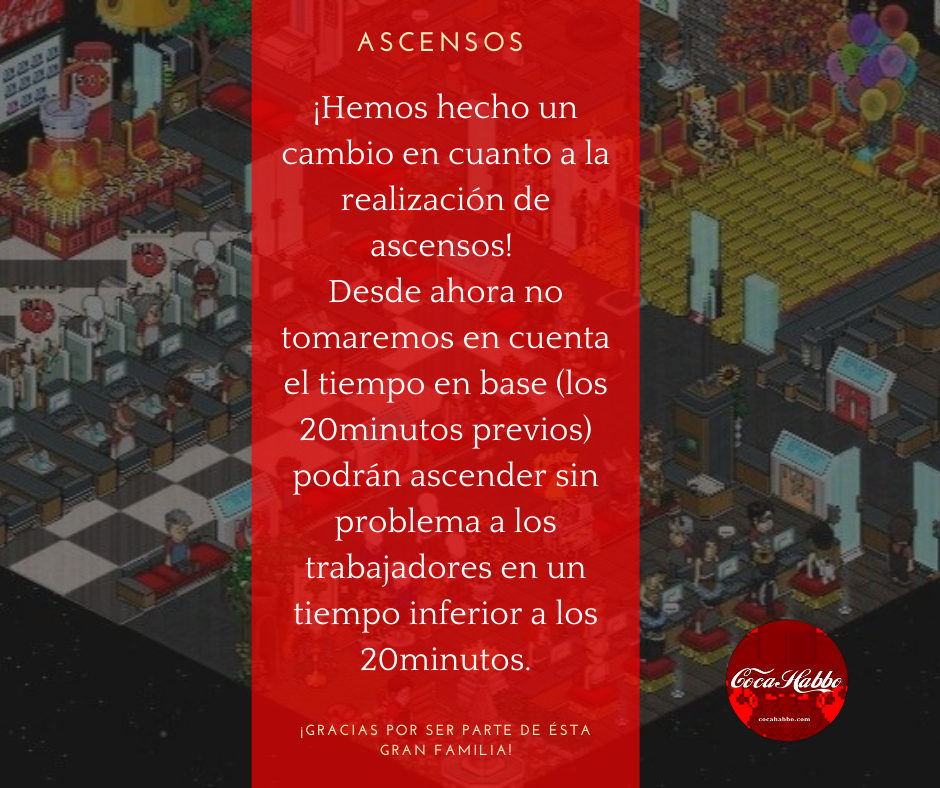 ASCENSOS
¡Hemos hecho un
cambio en cuanto a la
realización de
ascensos!
Desde ahora no
tomaremos en cuenta
el tiempo en base (los
20minutos previos)
podrán ascender sin
problema a los
trabajadores en un
tiempo inferior a los
20minutos.
¡GRACIAS POR SER PARTE DE ÉSTA
GRAN FAMILIA!
CocaHabbo
cocahabbo.com